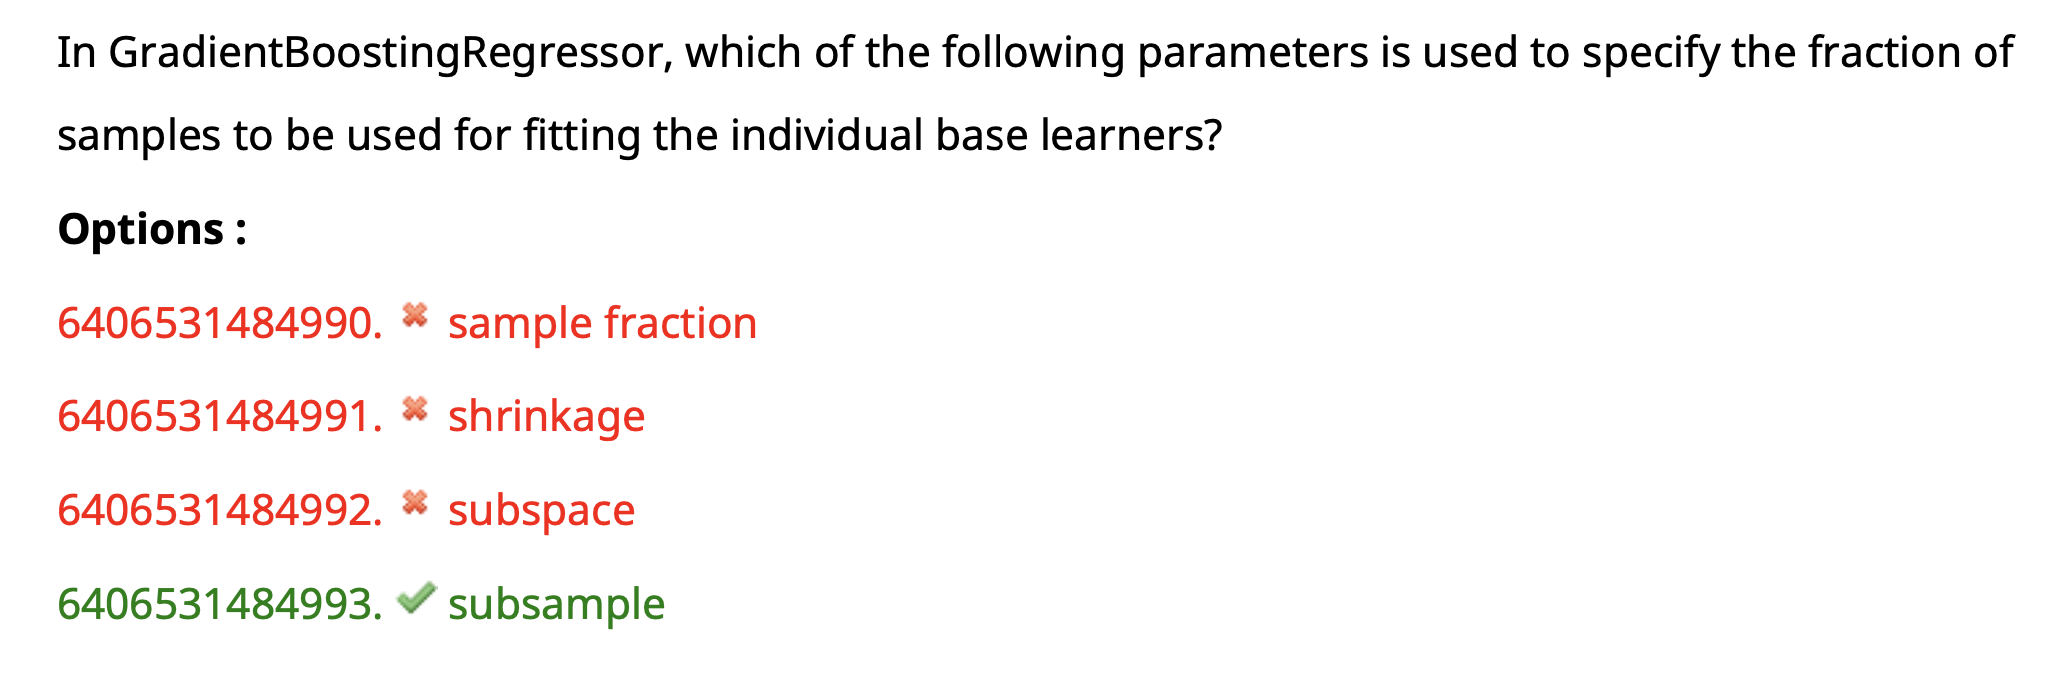 In GradientBoostingRegressor, which of the following parameters is used to specify the fraction of
samples to be used for fitting the individual base learners?
Options :
6406531484990. ✖ sample fraction
6406531484991. ✖ shrinkage
6406531484992. ✖ subspace
6406531484993. ✔ subsample